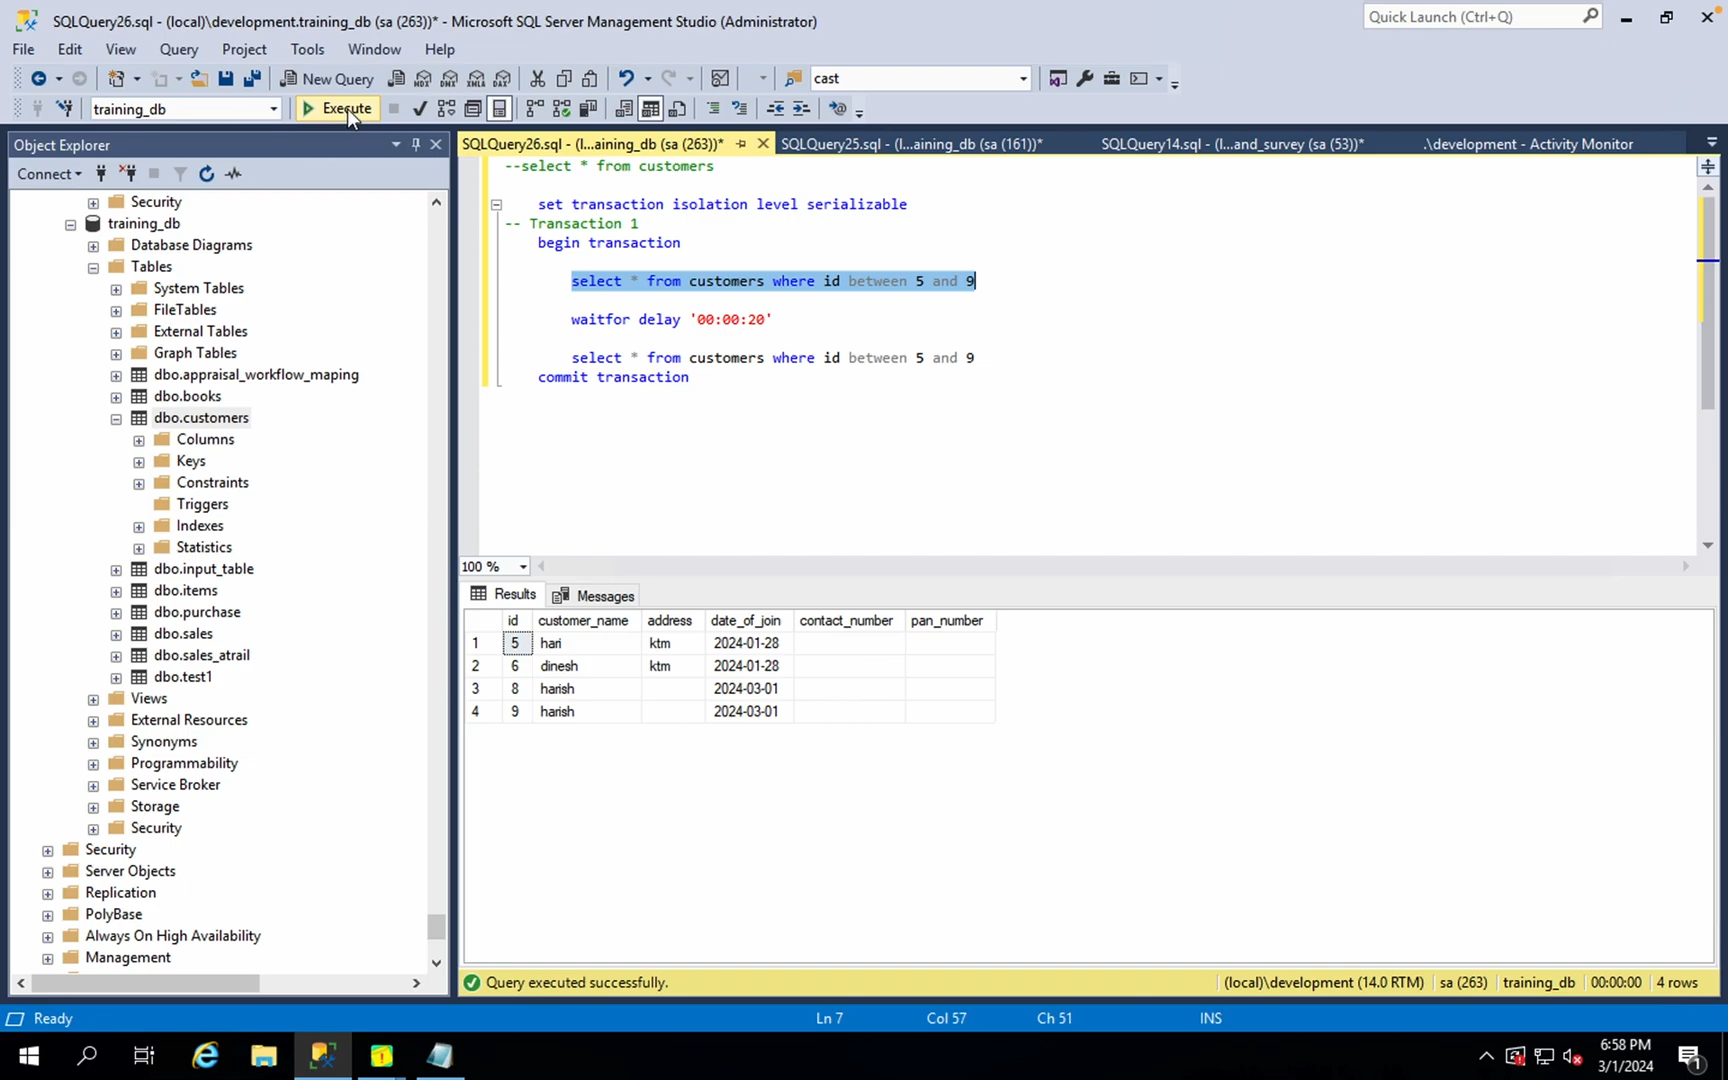 SQLQuery26.sql - (local)\development.training_db (sa (263))* - Microsoft SQL Server Management Studio (Administrator)
Quick Launch (Ctrl+Q)
File Edit View Query Project Tools Window Help
New Query
MDX DMX XMLA DAX
cast
training_db
Execute
Object Explorer
Connect
Security
training_db
Database Diagrams
Tables
System Tables
FileTables
External Tables
Graph Tables
dbo.appraisal_workflow_maping
dbo.books
dbo.customers
Columns
Keys
Constraints
Triggers
Indexes
Statistics
dbo.input_table
dbo.items
dbo.purchase
dbo.sales
dbo.sales_atrail
dbo.test1
Views
External Resources
Synonyms
Programmability
Service Broker
Storage
Security
Security
Server Objects
Replication
PolyBase
Always On High Availability
Management
SQLQuery26.sql - (l...aining_db (sa (263))*
SQLQuery25.sql - (l...aining_db (sa (161))*
SQLQuery14.sql - (l...and_survey (sa (53))*
.\development - Activity Monitor
--select * from customers
set transaction isolation level serializable
-- Transaction 1
begin transaction
select * from customers where id between 5 and 9
waitfor delay '00:00:20'
select * from customers where id between 5 and 9
commit transaction
100 %
Results Messages
id customer_name address date_of_join contact_number pan_number
1 5 hari ktm 2024-01-28
2 6 dinesh ktm 2024-01-28
3 8 harish 2024-03-01
4 9 harish 2024-03-01
Query executed successfully.
(local)\development (14.0 RTM) sa (263) training_db 00:00:00 4 rows
Ready
Ln 7 Col 57 Ch 51 INS
6:58 PM
3/1/2024
1